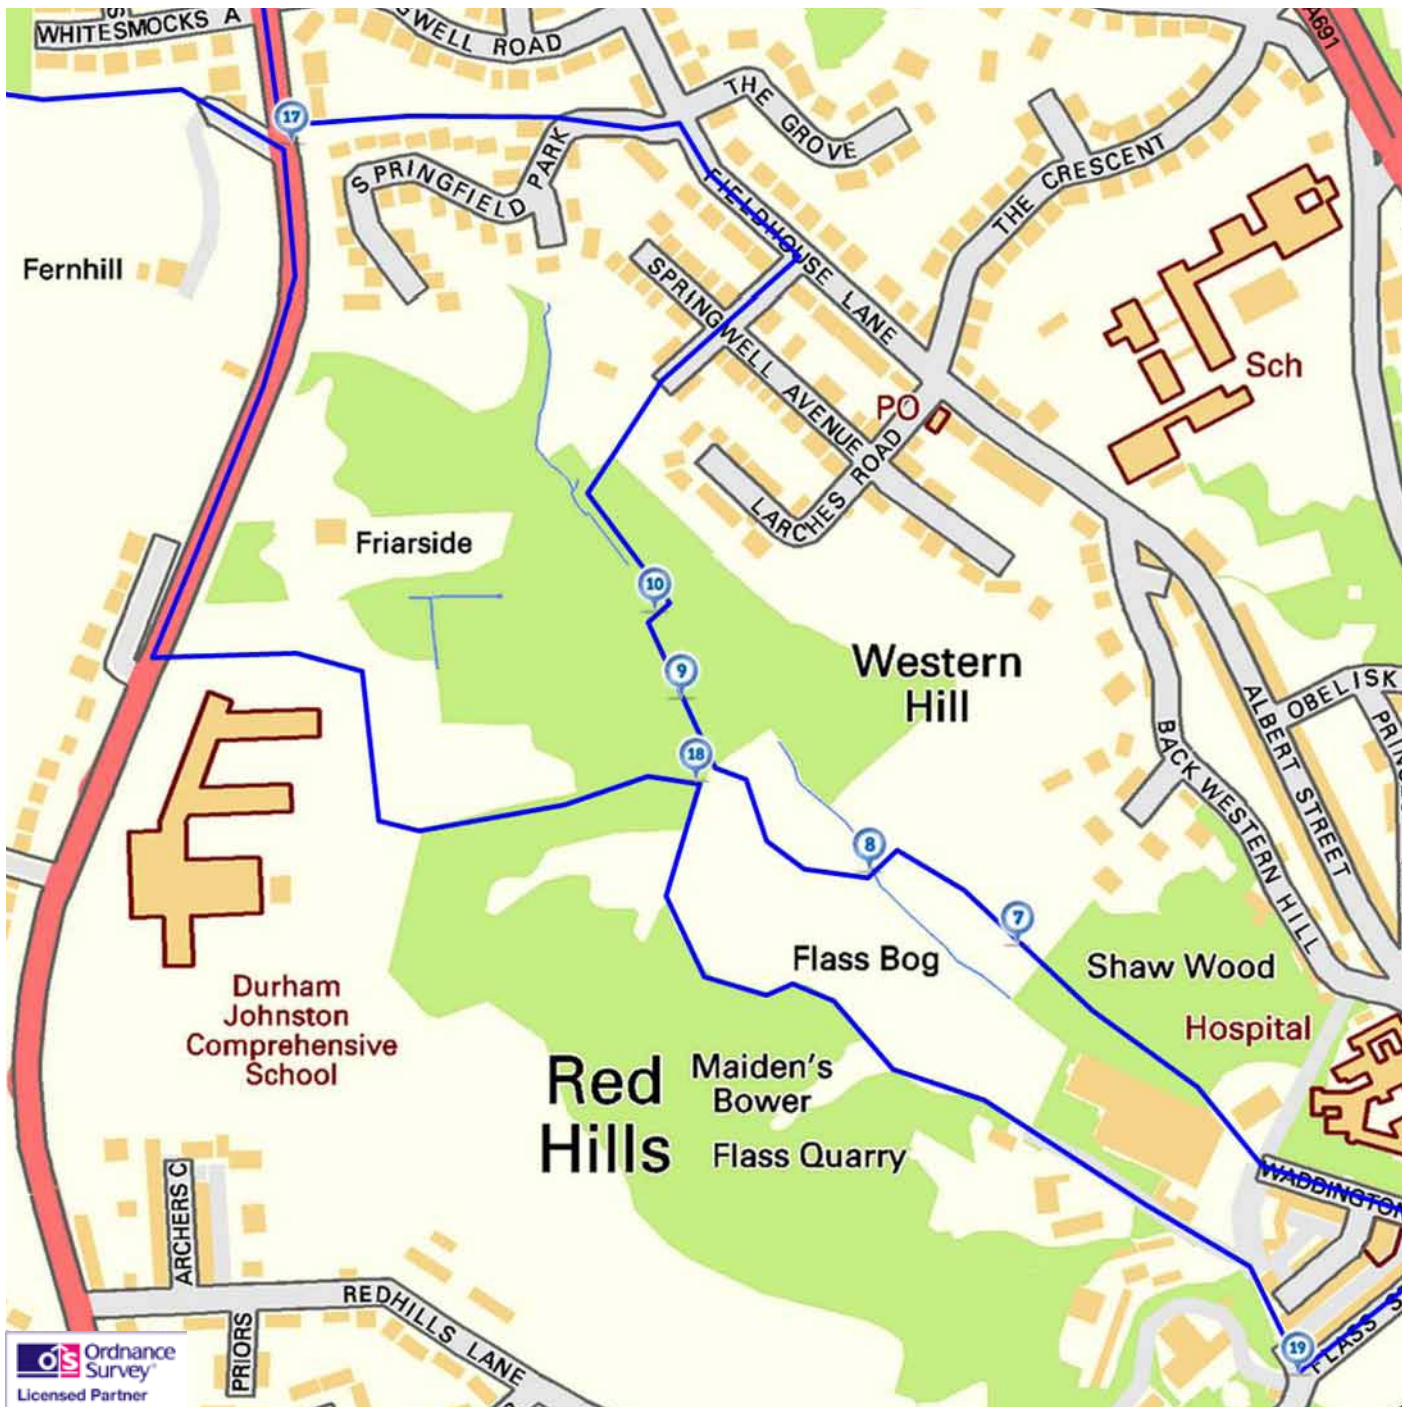 WHITESMOCKS A
WELL ROAD
A691
17
THE GROVE
THE CRESCENT
SPRINGFIELD PARK
FIELDHOUSE LANE
Fernhill
SPRINGWELL AVENUE
Sch
PO
LARCHES ROAD
Friarside
10
9
Western
Hill
OBELISK
ALBERT STREET
BACK WESTERN HILL
18
8
7
Flass Bog
Shaw Wood
Hospital
Durham
Johnston
Comprehensive
School
Red
Hills
Maiden's
Bower
Flass Quarry
WADDINGTON
ARCHERS C
REDHILLS LANE
PRIORS
19
FLASS S
os
Ordnance
Survey
Licensed Partner